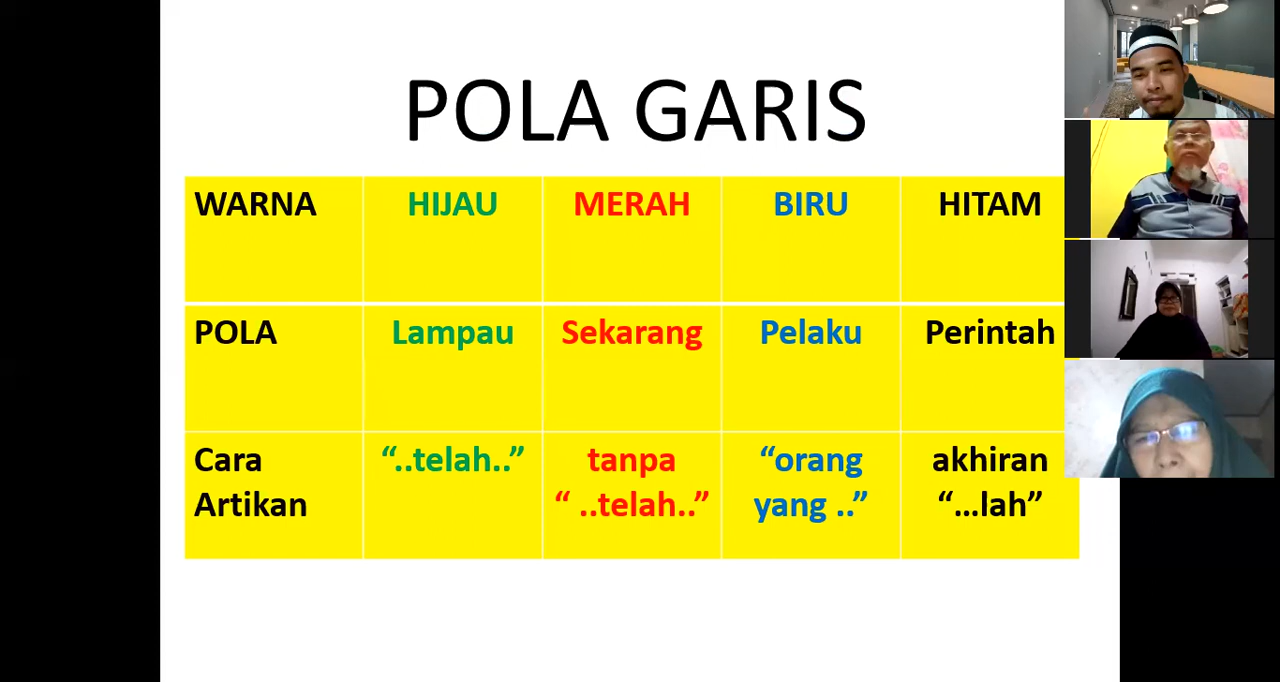 POLA GARIS
WARNA HIJAU MERAH BIRU HITAM
POLA Lampau Sekarang Pelaku Perintah
Cara “..telah..” tanpa “orang akhiran
Artikan “ ..telah..” yang ..” “...lah”